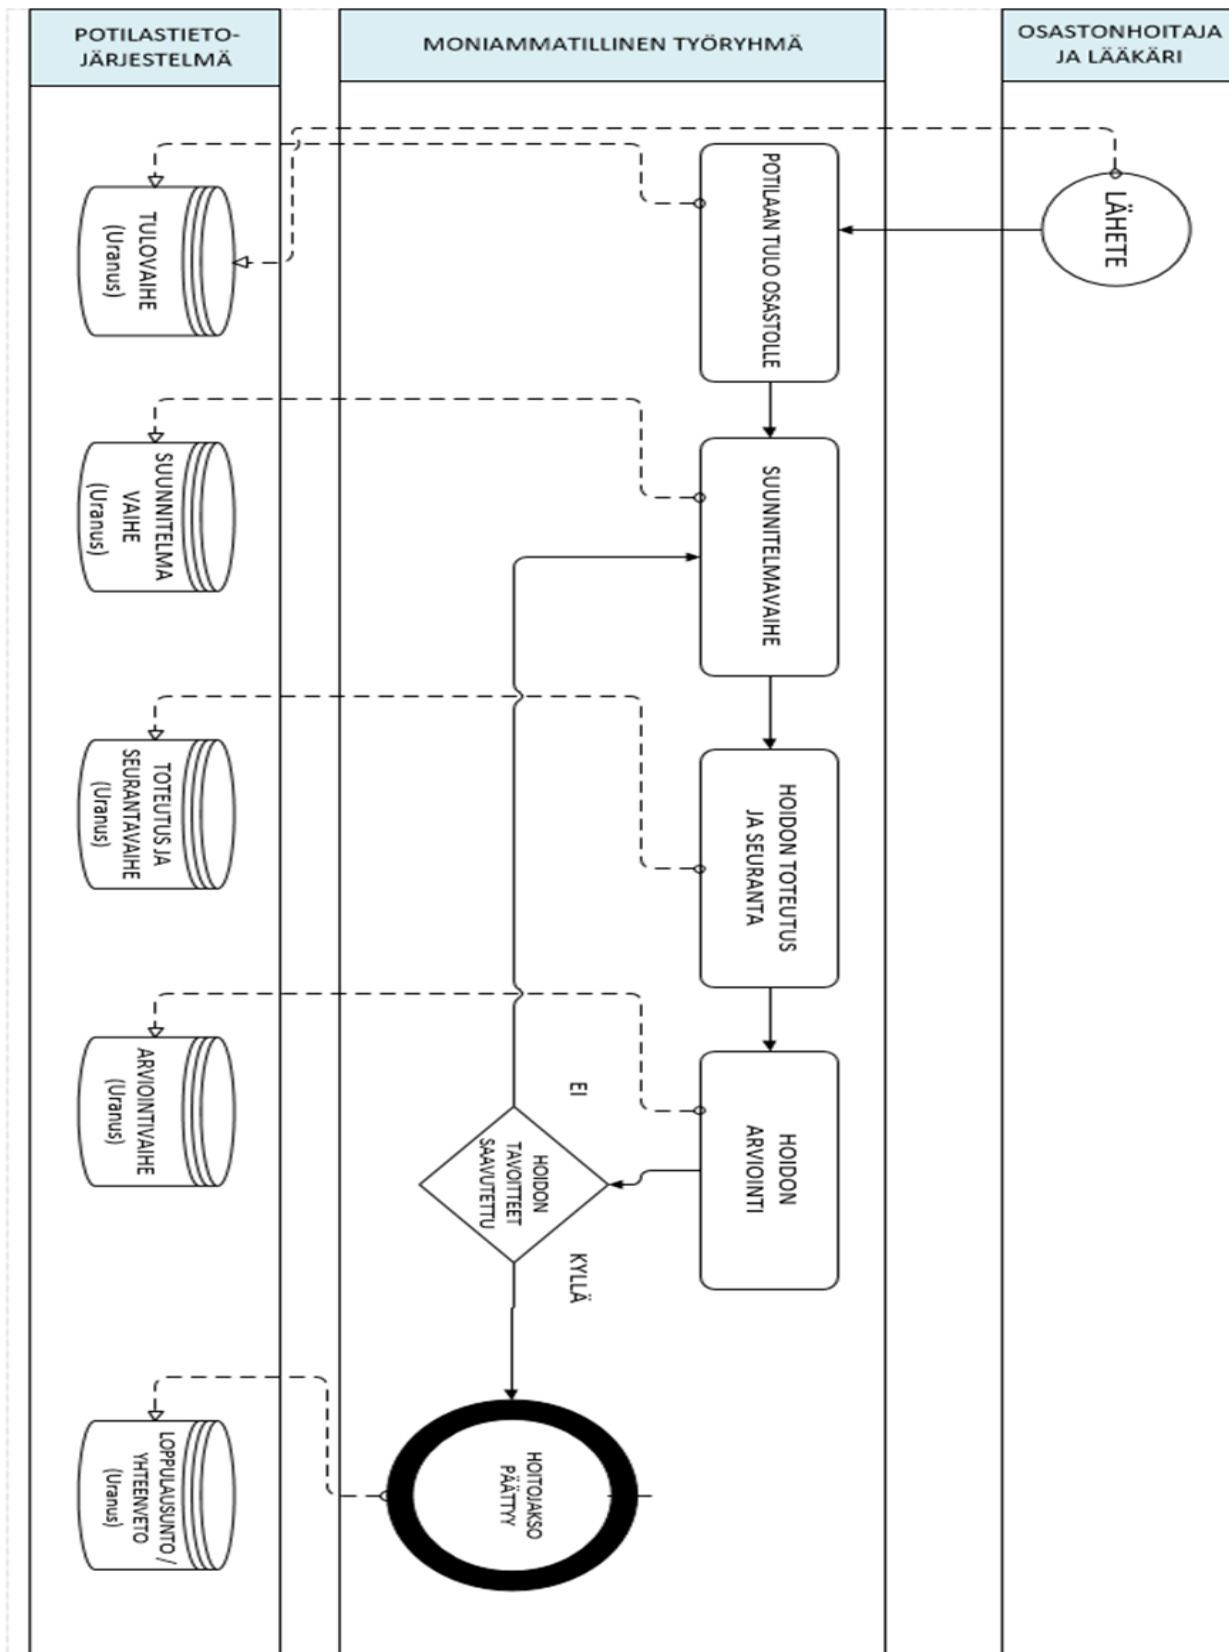 POTILASTIETO-
JÄRJESTELMÄ
MONIAMMATILLINEN TYÖRYHMÄ
OSASTONHOITAJA
JA LÄÄKÄRI
LÄHETE
POTILAAN TULO OSASTOLLE
TULOVAIHE
(Uranus)
SUUNNITELMAVAIHE
SUUNNITELMA
VAIHE
(Uranus)
HOIDON TOTEUTUS
JA SEURANTA
TOTEUTUS JA
SEURANTAVAIHE
(Uranus)
HOIDON
ARVIOINTI
ARVIOINTIVAIHE
(Uranus)
EI
HOIDON
TAVOITTEET
SAAVUTETTU
KYLLÄ
HOITOJAKSO
PÄÄTTYY
LOPPULAUSUNTO /
YHTEENVETO
(Uranus)